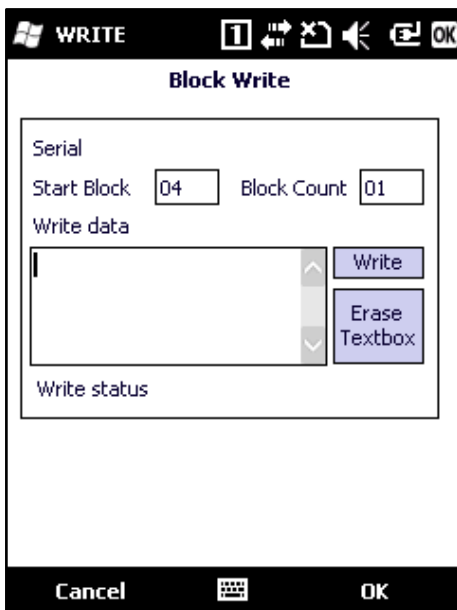 WRITE 1 OK
Block Write
Serial
Start Block 04 Block Count 01
Write data
Write
Erase
Textbox
Write status
Cancel OK